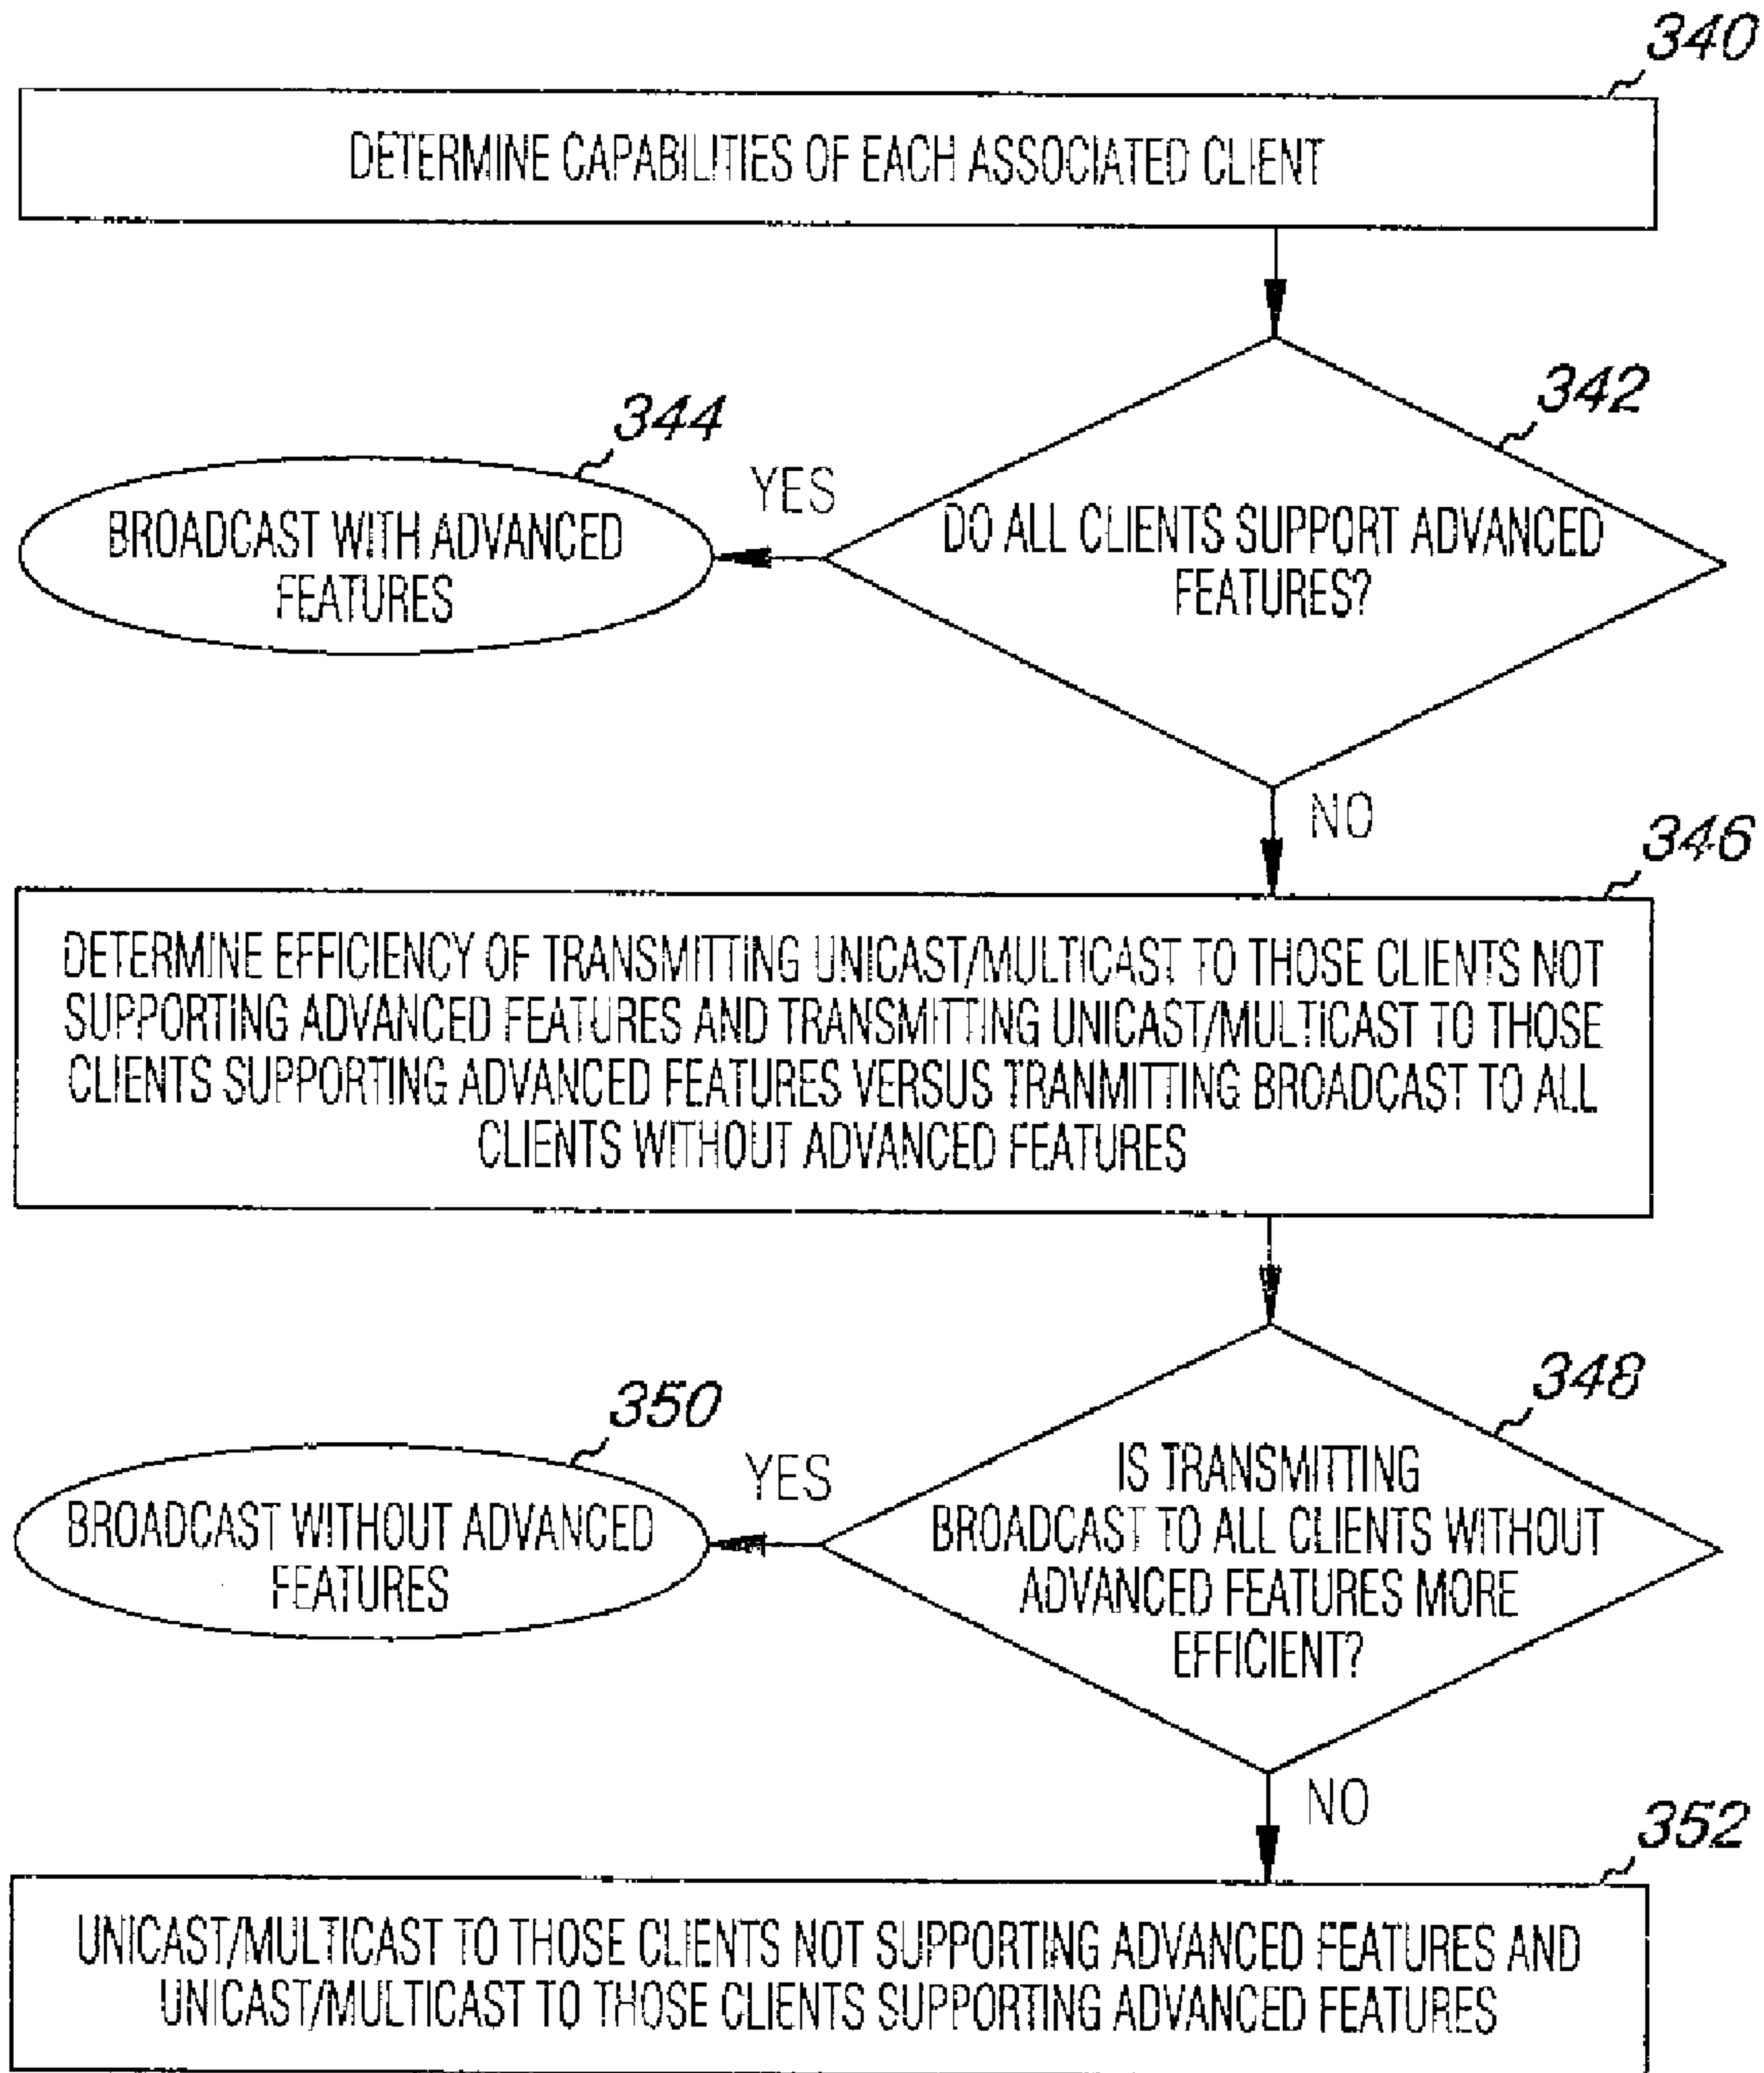 340
DETERMINE CAPABILITIES OF EACH ASSOCIATED CLIENT
342
344
YES
DO ALL CLIENTS SUPPORT ADVANCED
FEATURES?
BROADCAST WITH ADVANCED
FEATURES
NO
346
DETERMINE EFFICIENCY OF TRANSMITTING UNICAST/MULTICAST TO THOSE CLIENTS NOT
SUPPORTING ADVANCED FEATURES AND TRANSMITTING UNICAST/MULTICAST TO THOSE
CLIENTS SUPPORTING ADVANCED FEATURES VERSUS TRANMITTING BROADCAST TO ALL
CLIENTS WITHOUT ADVANCED FEATURES
348
350
YES
IS TRANSMITTING
BROADCAST TO ALL CLIENTS WITHOUT
ADVANCED FEATURES MORE
EFFICIENT?
BROADCAST WITHOUT ADVANCED
FEATURES
NO
352
UNICAST/MULTICAST TO THOSE CLIENTS NOT SUPPORTING ADVANCED FEATURES AND
UNICAST/MULTICAST TO THOSE CLIENTS SUPPORTING ADVANCED FEATURES